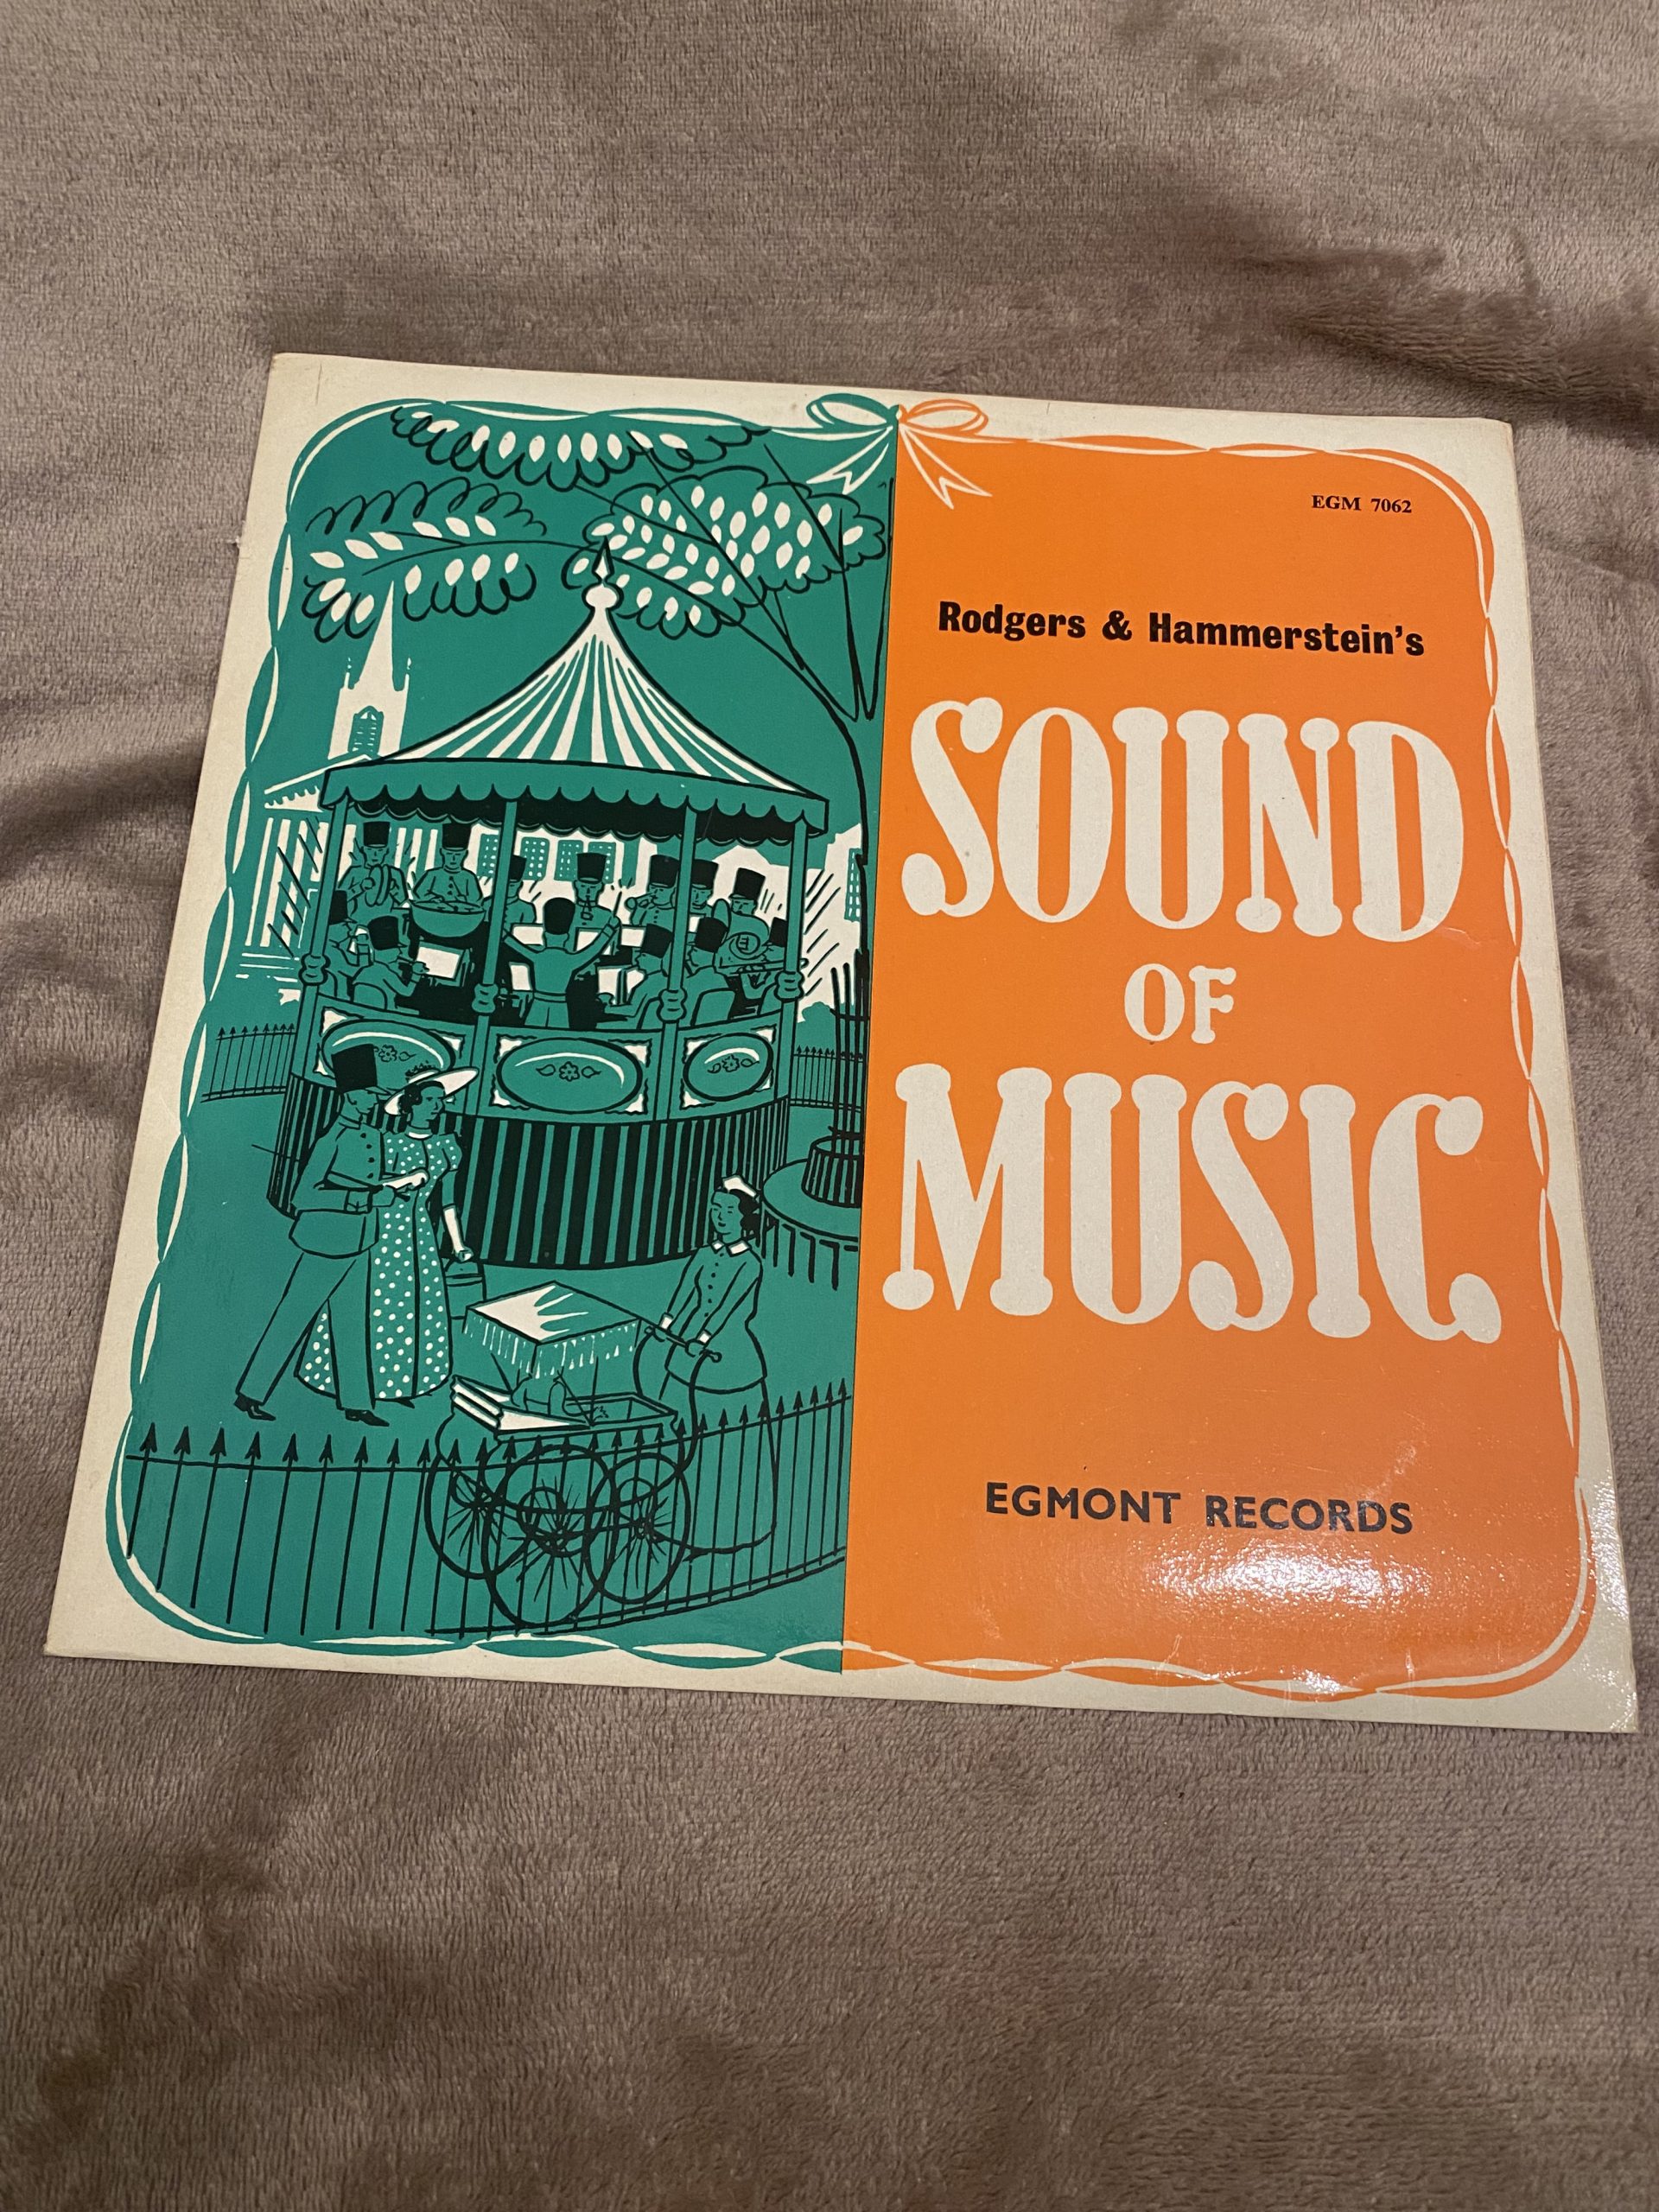 EGM 7062
Rodgers & Hammerstein's
SOUND
OF
MUSIC
EGMONT RECORDS